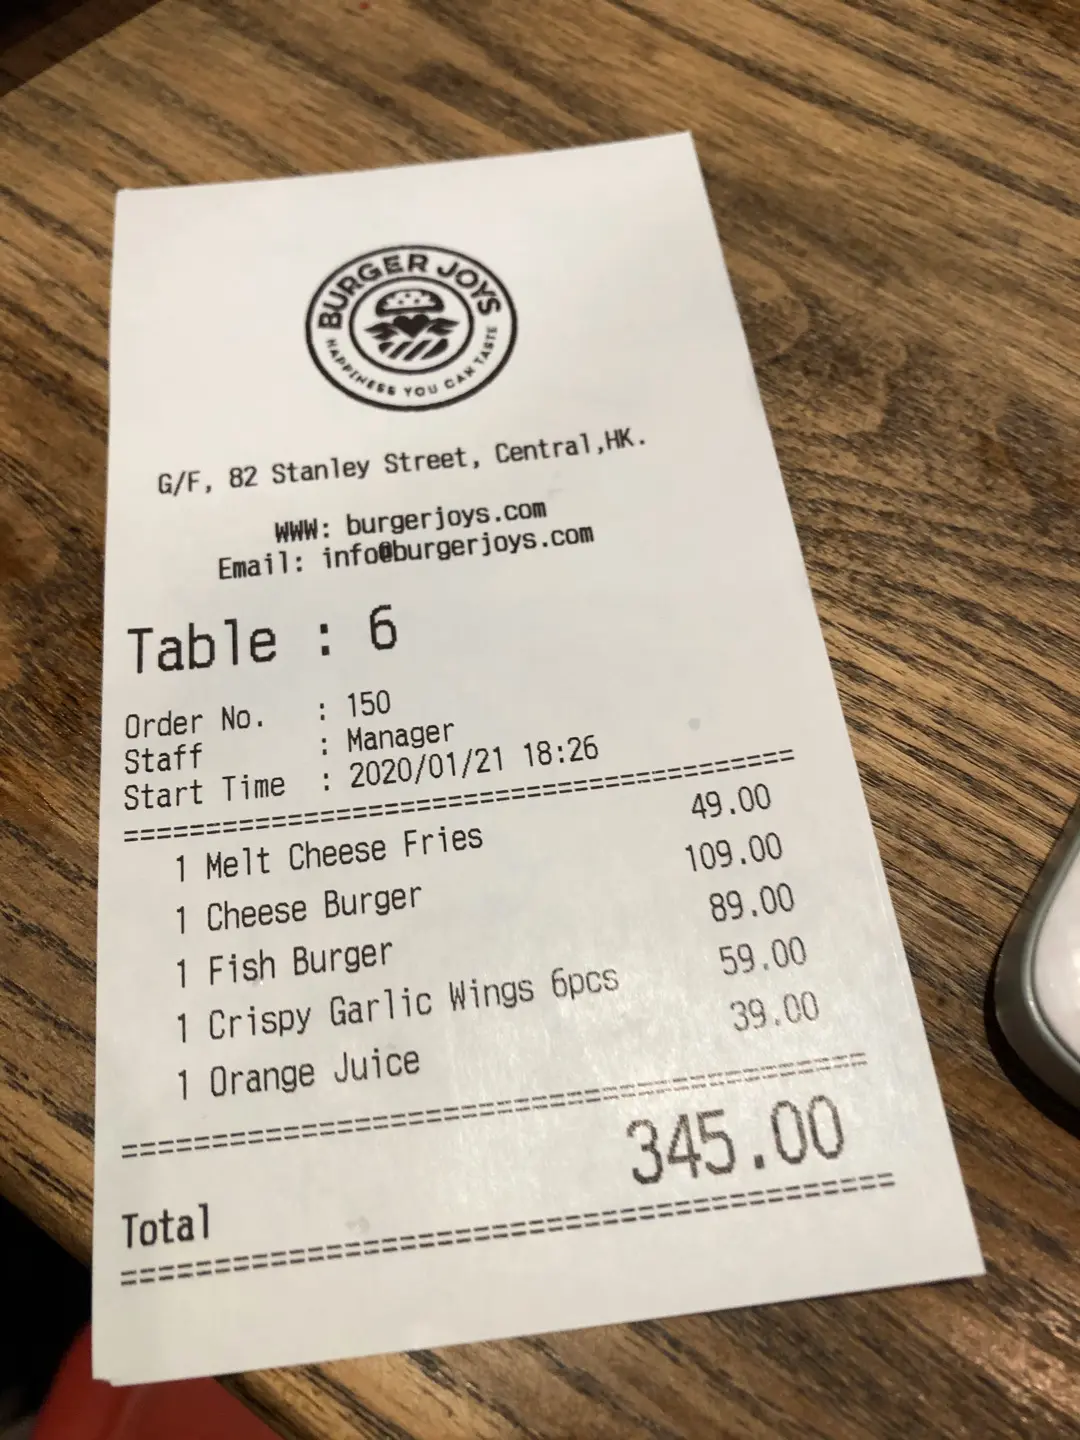 BURGER JOYS
HAPPINESS YOU CAN TASTE
G/F, 82 Stanley Street, Central,HK.
WWW: burgerjoys.com
Email: info@burgerjoys.com
Table : 6
Order No. : 150
Staff : Manager
Start Time : 2020/01/21 18:26
================================
1 Melt Cheese Fries 49.00
1 Cheese Burger 109.00
1 Fish Burger 89.00
1 Crispy Garlic Wings 6pcs 59.00
1 Orange Juice 39.00
================================
Total 345.00
================================